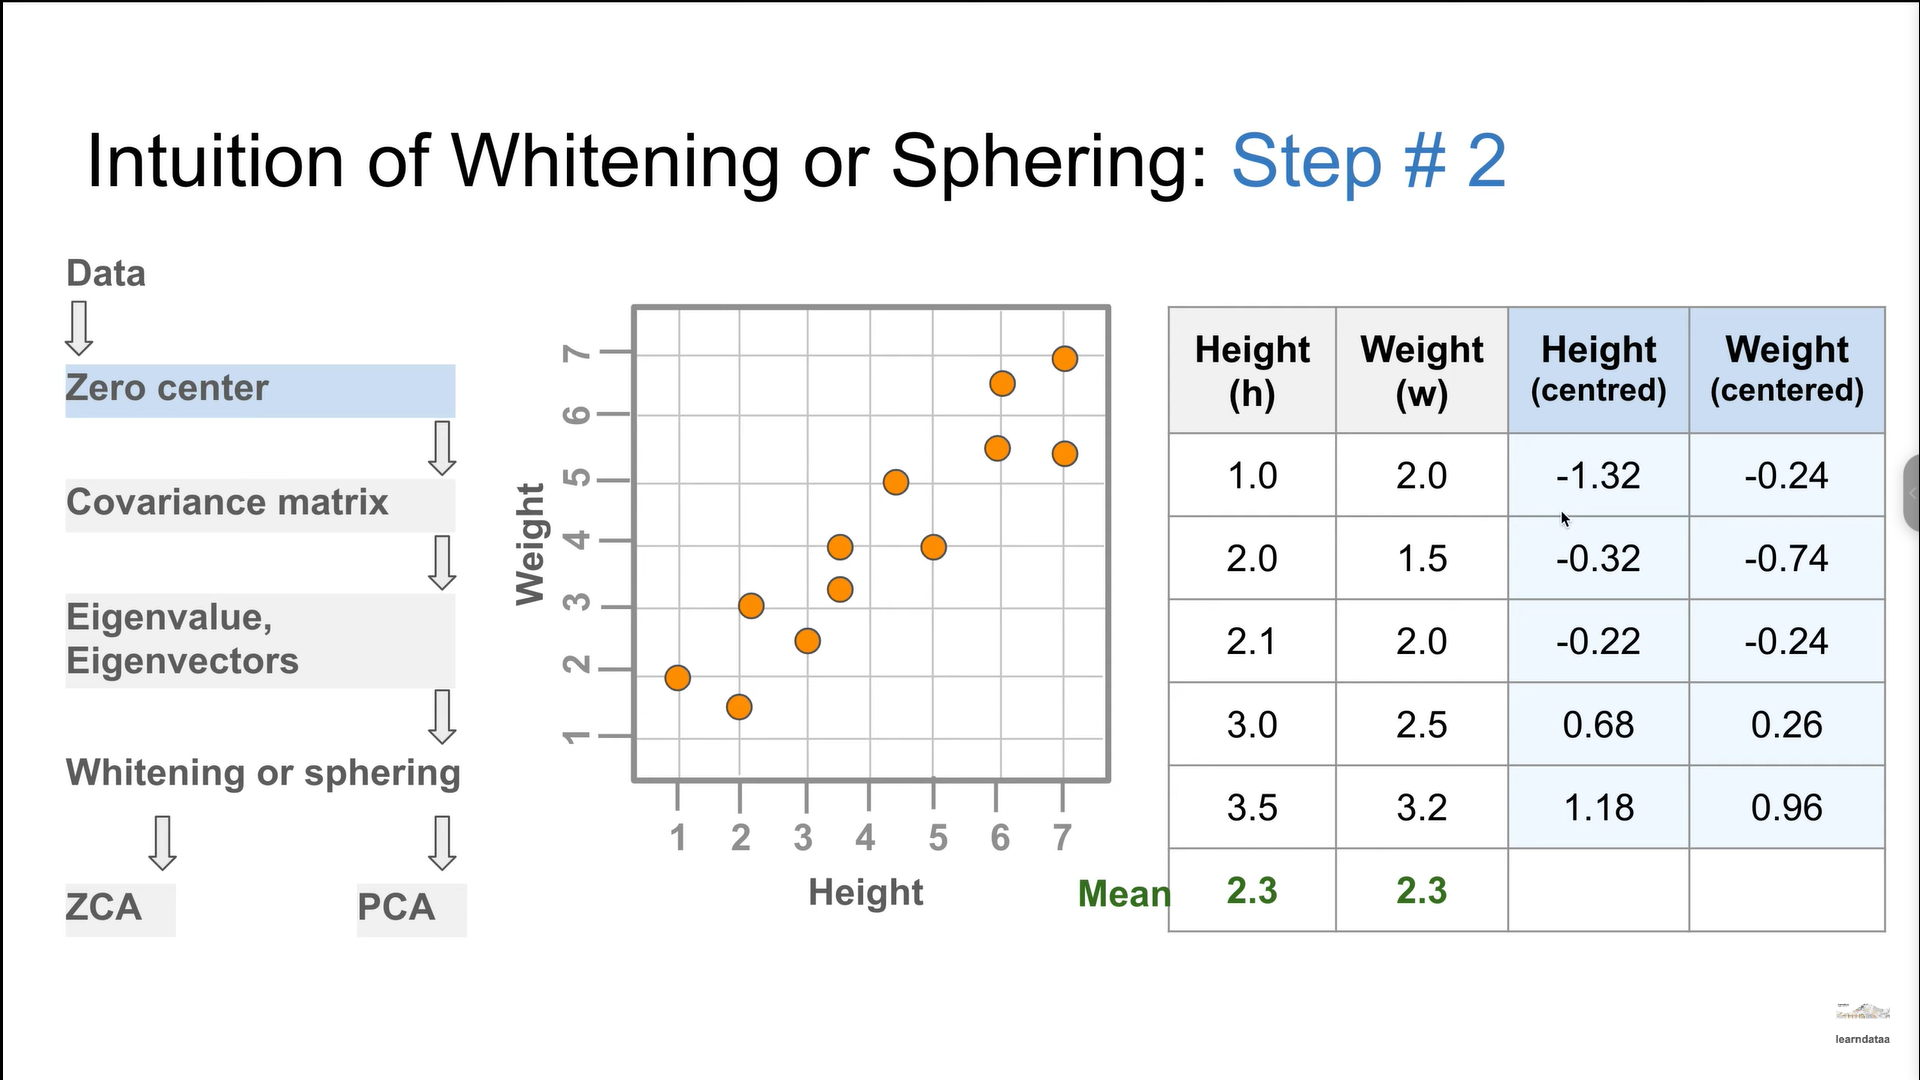 Intuition of Whitening or Sphering: Step # 2
Data
Zero center
Covariance matrix
Eigenvalue,
Eigenvectors
Whitening or sphering
ZCA PCA
Weight
7
6
5
4
3
2
1
1 2 3 4 5 6 7
Height
Height (h) Weight (w) Height (centred) Weight (centered)
1.0 2.0 -1.32 -0.24
2.0 1.5 -0.32 -0.74
2.1 2.0 -0.22 -0.24
3.0 2.5 0.68 0.26
3.5 3.2 1.18 0.96
Mean 2.3 2.3
learndataa